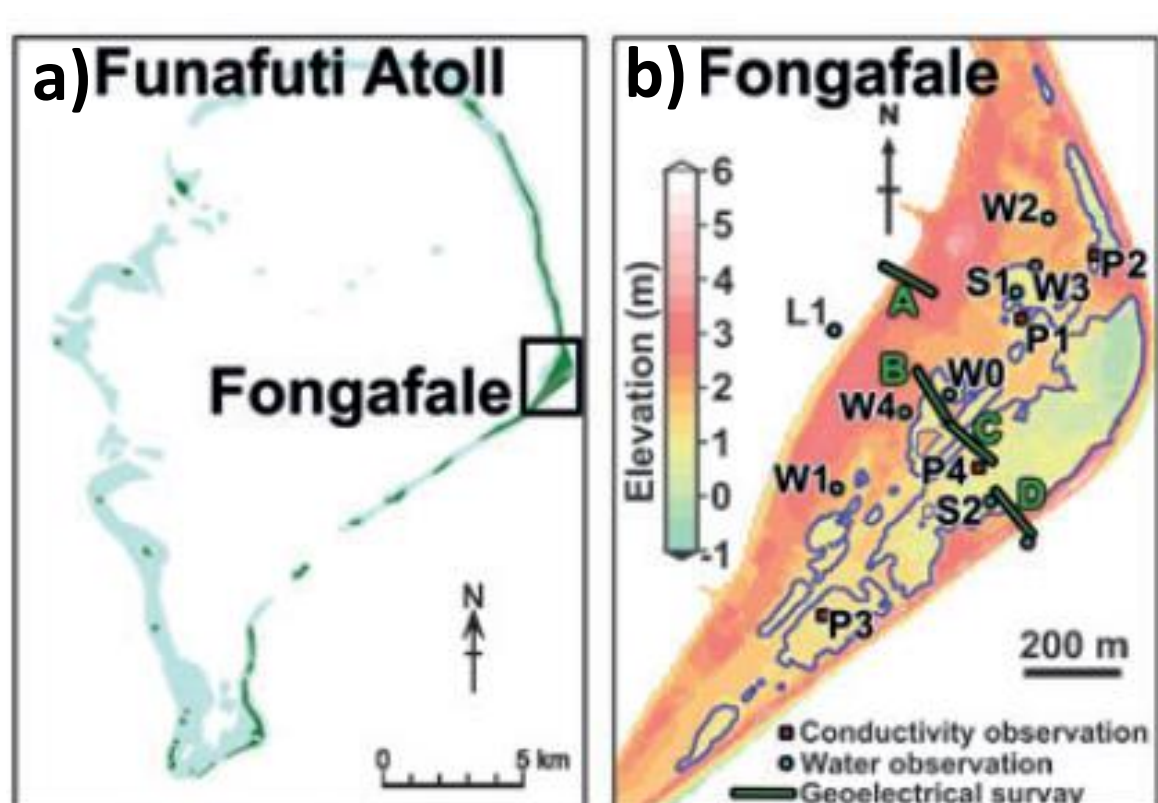 a) Funafuti Atoll
Fongafale
N
0 5 km
b) Fongafale
N
6
5
4
3
2
1
0
-1
Elevation (m)
W2
P2
S1 W3
A
L1
P1
B W0
W4
C
P4
W1
D
S2
P3
200 m
Conductivity observation
Water observation
Geoelectrical survay